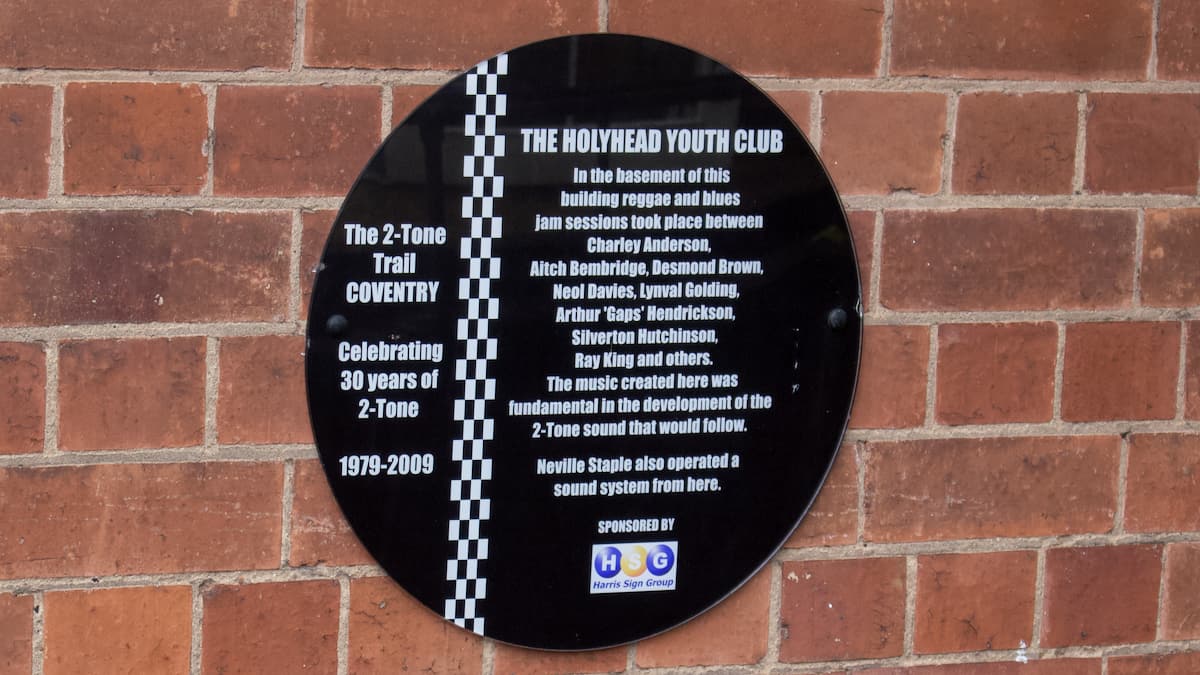 The 2-Tone
Trail
COVENTRY
Celebrating
30 years of
2-Tone
1979-2009
THE HOLYHEAD YOUTH CLUB
In the basement of this
building reggae and blues
jam sessions took place between
Charley Anderson,
Aitch Bembridge, Desmond Brown,
Neol Davies, Lynval Golding,
Arthur 'Gaps' Hendrickson,
Silverton Hutchinson,
Ray King and others.
The music created here was
fundamental in the development of the
2-Tone sound that would follow.
Neville Staple also operated a
sound system from here.
SPONSORED BY
HSG
Harris Sign Group